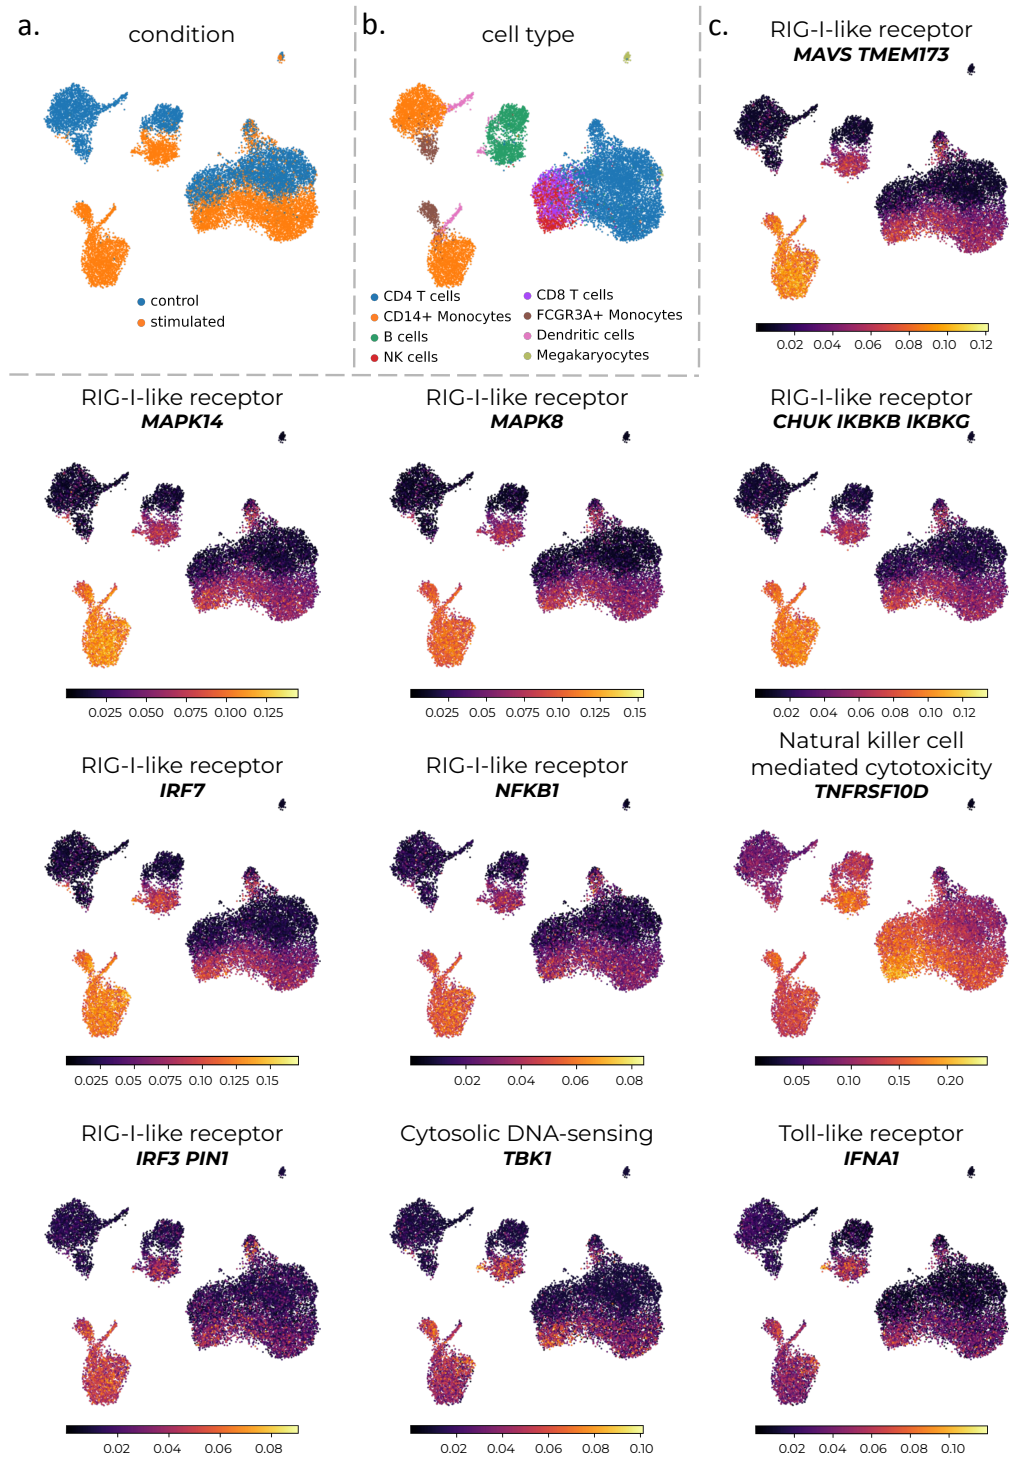 a.
condition
control
stimulated
b.
cell type
CD4 T cells
CD14+ Monocytes
B cells
NK cells
CD8 T cells
FCGR3A+ Monocytes
Dendritic cells
Megakaryocytes
c.
RIG-I-like receptor
MAVS TMEM173
0.02 0.04 0.06 0.08 0.10 0.12
RIG-I-like receptor
MAPK14
0.025 0.050 0.075 0.100 0.125
RIG-I-like receptor
MAPK8
0.025 0.05 0.075 0.10 0.125 0.15
RIG-I-like receptor
CHUK IKBKB IKBKG
0.02 0.04 0.06 0.08 0.10 0.12
RIG-I-like receptor
IRF7
0.025 0.05 0.075 0.10 0.125 0.15
RIG-I-like receptor
NFKB1
0.02 0.04 0.06 0.08
Natural killer cell
mediated cytotoxicity
TNFRSF10D
0.05 0.10 0.15 0.20
RIG-I-like receptor
IRF3 PIN1
0.02 0.04 0.06 0.08
Cytosolic DNA-sensing
TBK1
0.02 0.04 0.06 0.08 0.10
Toll-like receptor
IFNA1
0.02 0.04 0.06 0.08 0.10